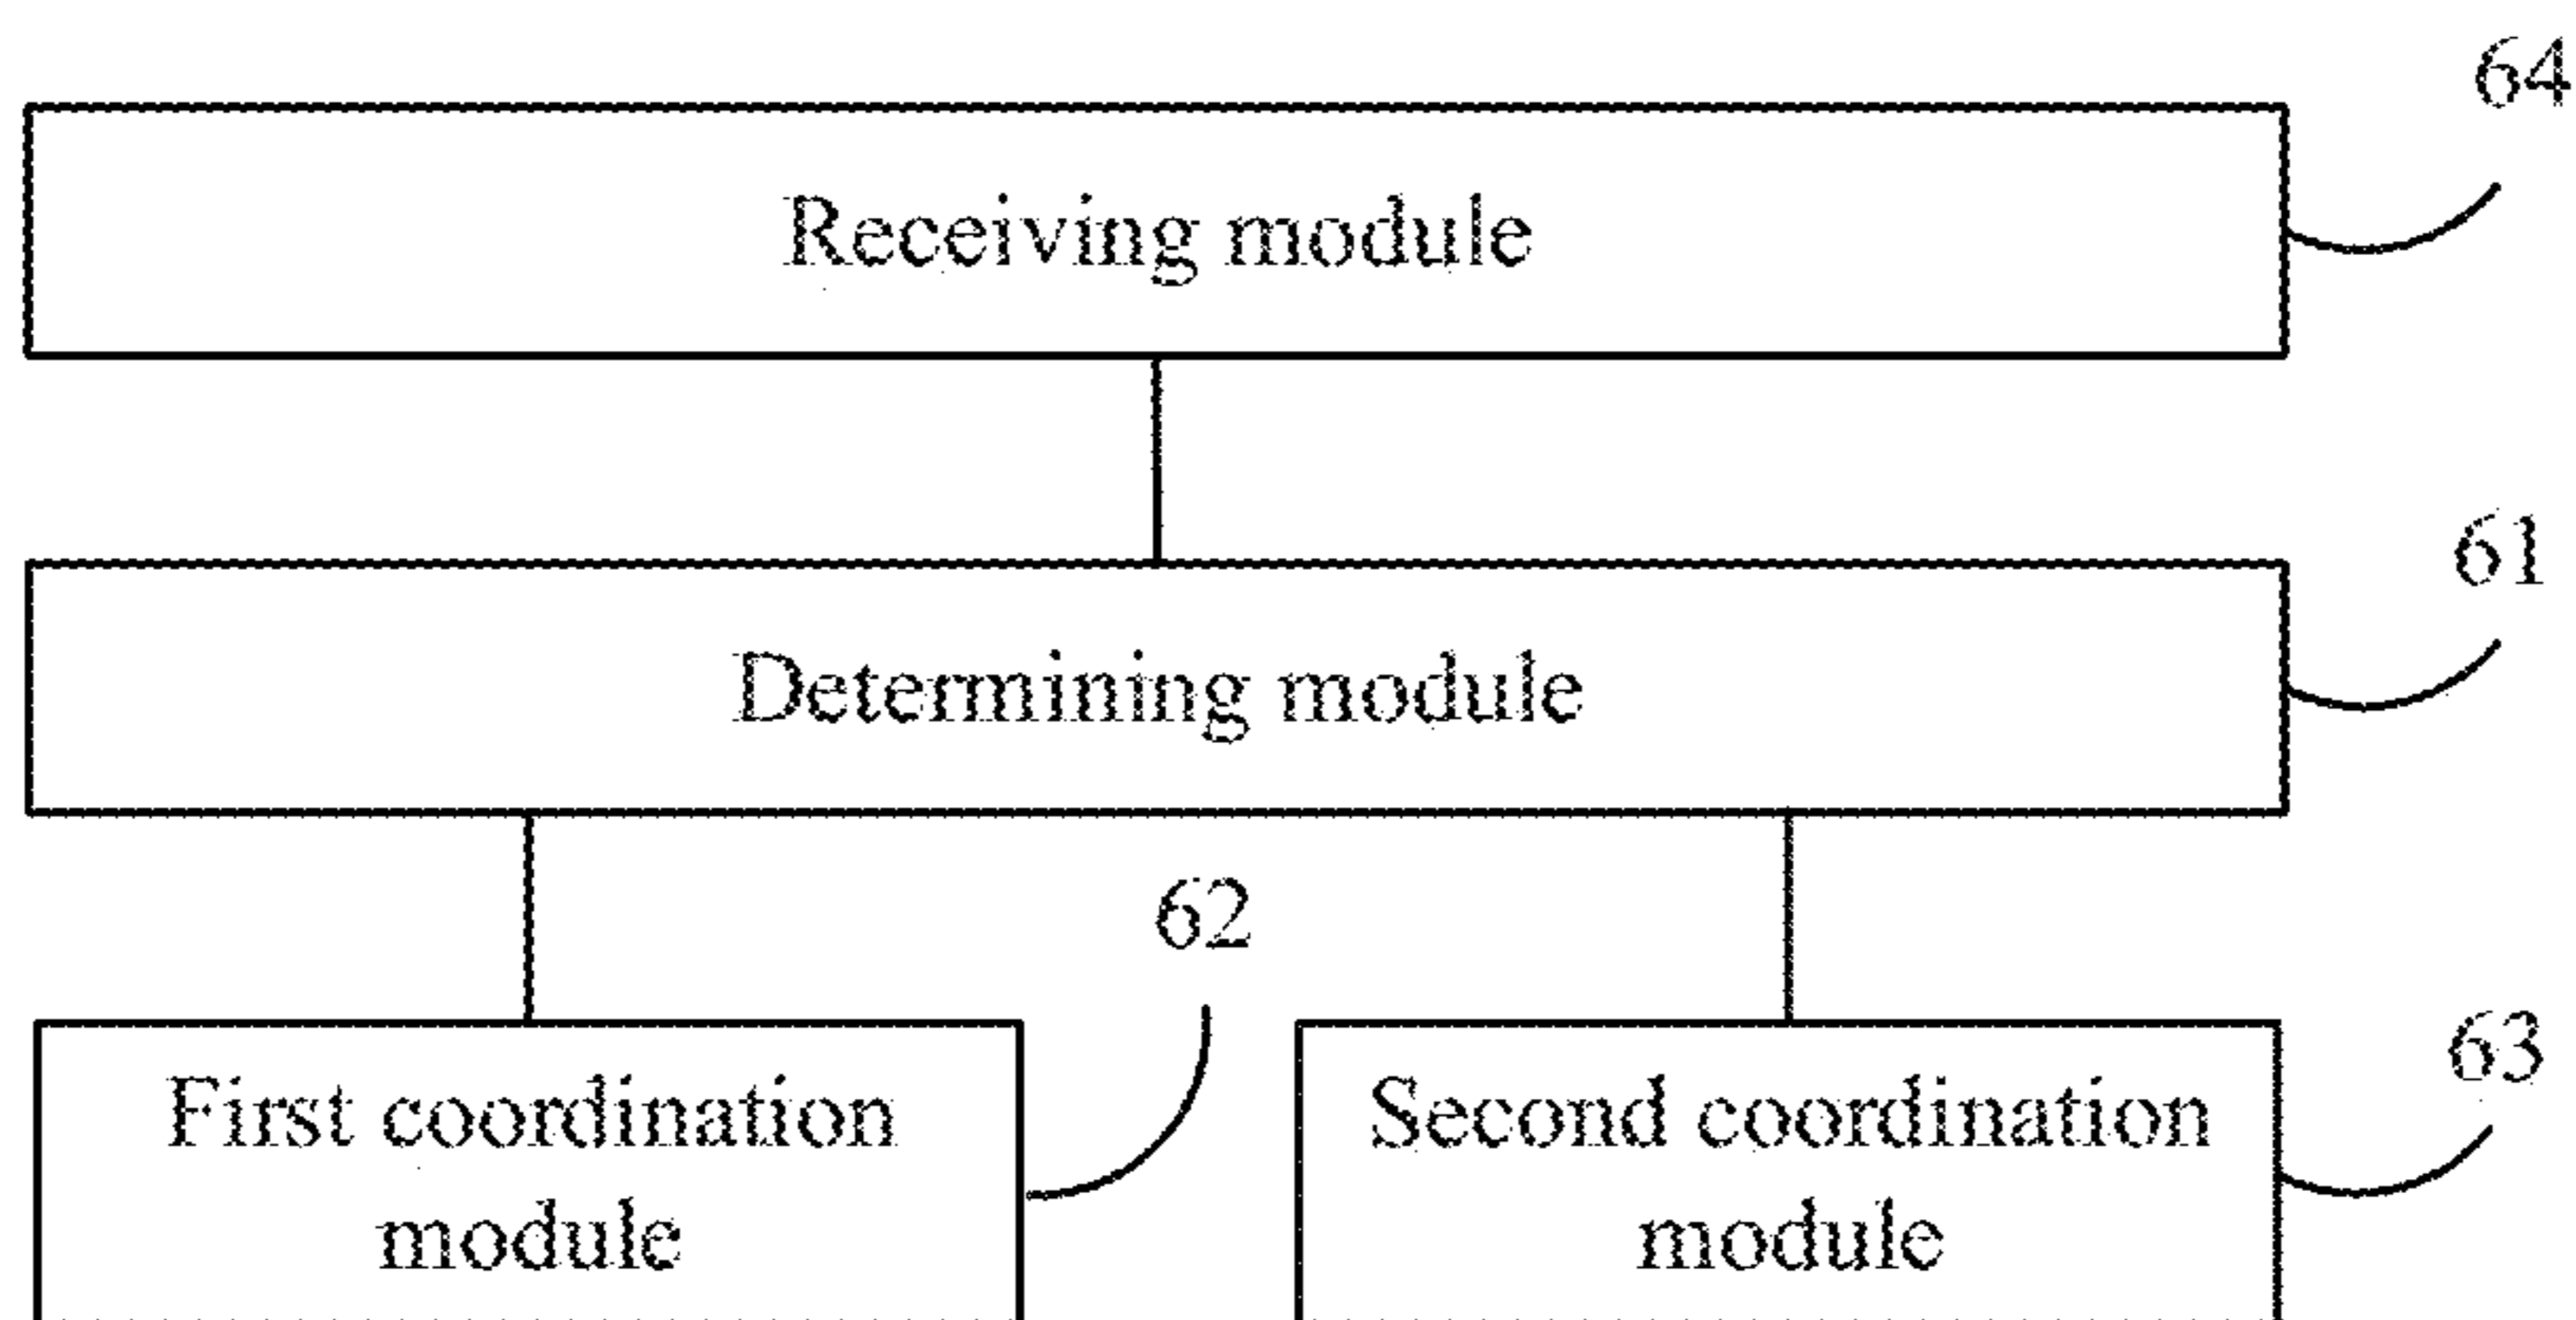 64
Receiving module
61
Determining module
62
63
First coordination
module
Second coordination
module